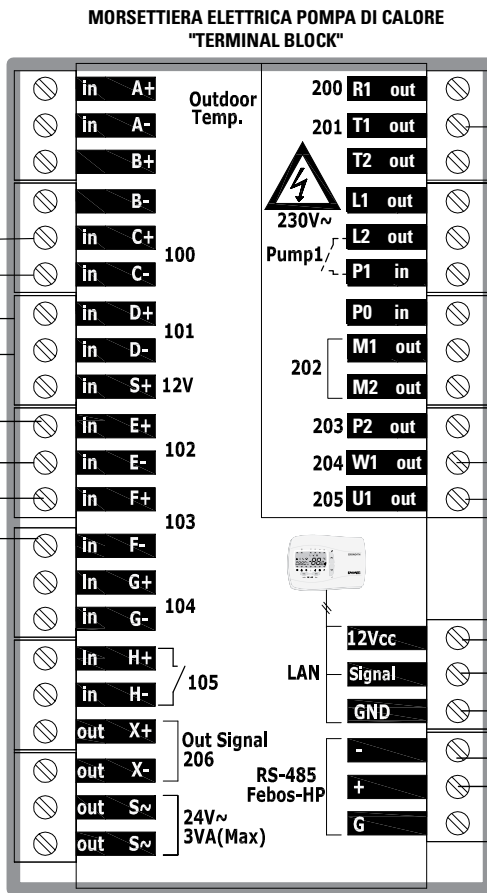 MORSETTIERA ELETTRICA POMPA DI CALORE
"TERMINAL BLOCK"
in A+
in A-
B+
Outdoor
Temp.
B-
in C+
in C-
100
in D+
in D-
101
in S+ 12V
in E+
in E-
102
in F+
103
in F-
In G+
in G-
104
In H+
in H-
105
out X+
out X-
Out Signal
206
out S~
out S~
24V~
3VA(Max)
200 R1 out
201 T1 out
T2 out
230V~
L1 out
L2 out
Pump1
P1 in
P0 in
M1 out
202
M2 out
203 P2 out
204 W1 out
205 U1 out
LAN
12Vcc
Signal
GND
RS-485
Febos-HP
-
+
G